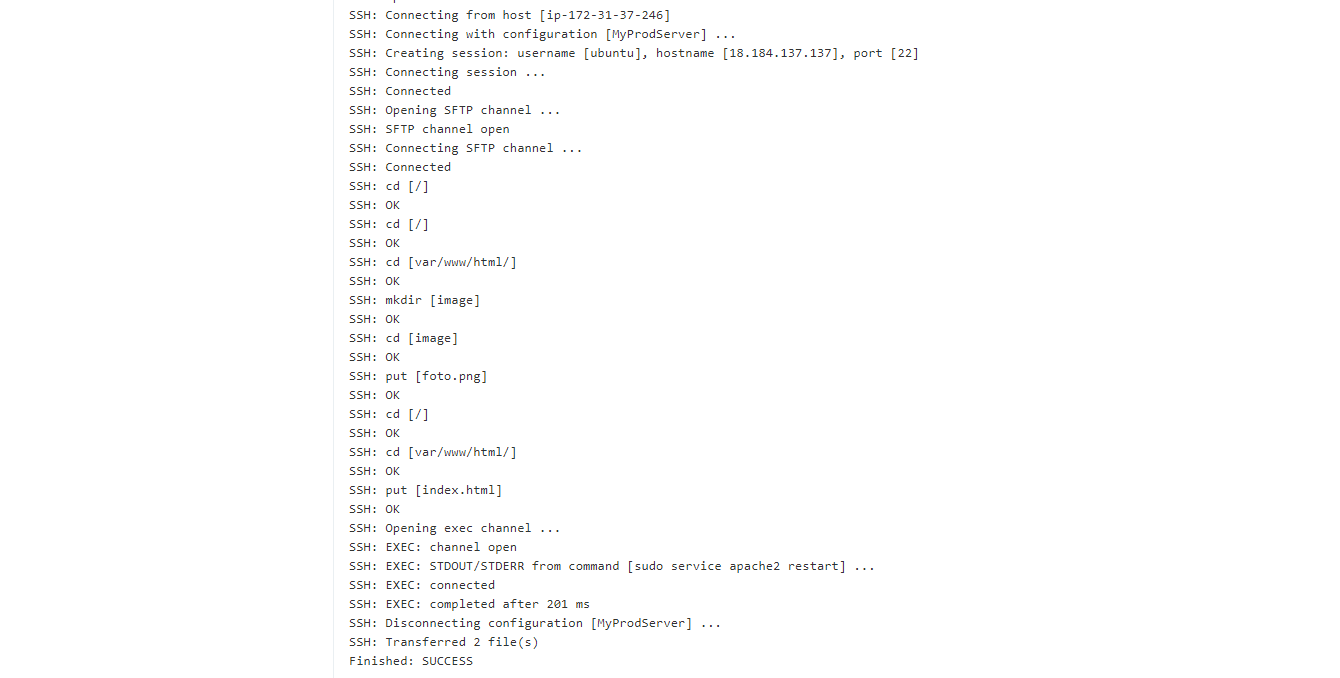 SSH: Connecting from host [ip-172-31-37-246]
SSH: Connecting with configuration [MyProdServer] ...
SSH: Creating session: username [ubuntu], hostname [18.184.137.137], port [22]
SSH: Connecting session ...
SSH: Connected
SSH: Opening SFTP channel ...
SSH: SFTP channel open
SSH: Connecting SFTP channel ...
SSH: Connected
SSH: cd [/]
SSH: OK
SSH: cd [/]
SSH: OK
SSH: cd [var/www/html/]
SSH: OK
SSH: mkdir [image]
SSH: OK
SSH: cd [image]
SSH: OK
SSH: put [foto.png]
SSH: OK
SSH: cd [/]
SSH: OK
SSH: cd [var/www/html/]
SSH: OK
SSH: put [index.html]
SSH: OK
SSH: Opening exec channel ...
SSH: EXEC: channel open
SSH: EXEC: STDOUT/STDERR from command [sudo service apache2 restart] ...
SSH: EXEC: connected
SSH: EXEC: completed after 201 ms
SSH: Disconnecting configuration [MyProdServer] ...
SSH: Transferred 2 file(s)
Finished: SUCCESS